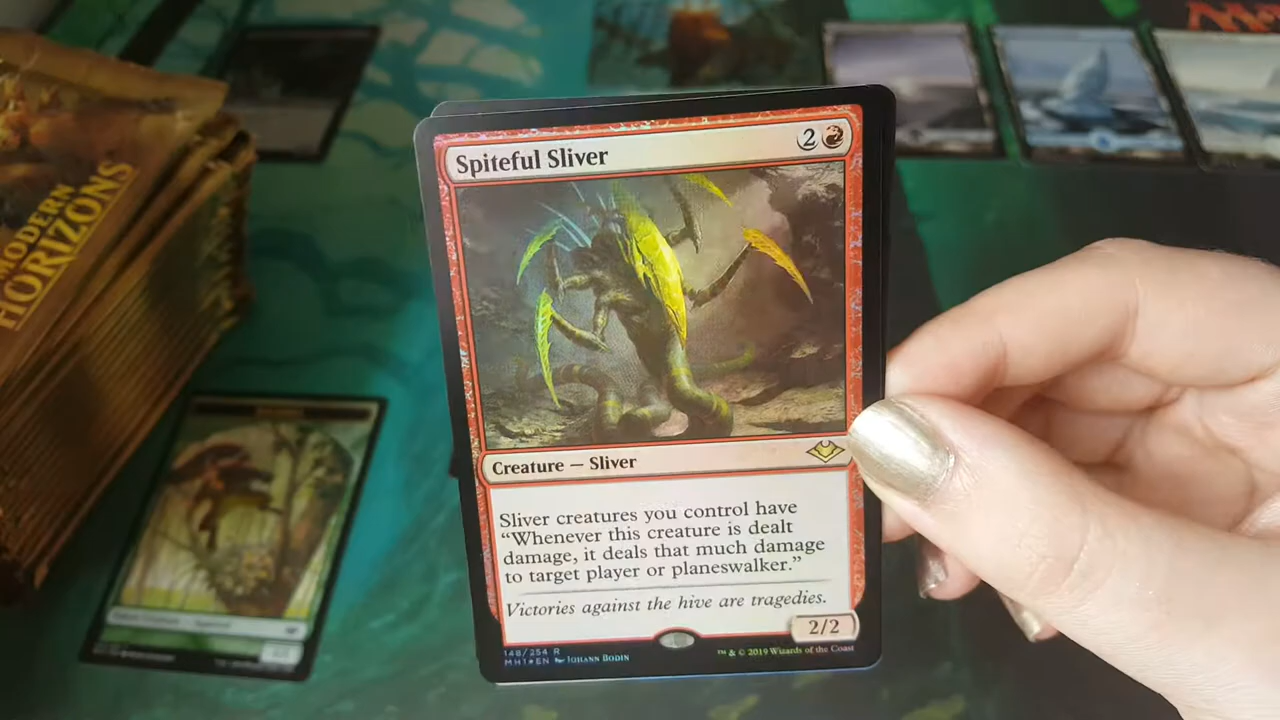 MODERN
HORIZONS
Spiteful Sliver
2
Creature — Sliver
Sliver creatures you control have
“Whenever this creature is dealt
damage, it deals that much damage
to target player or planeswalker.”
Victories against the hive are tragedies.
2/2
148/254 R
MH1★EN Johann Bodin
™ & © 2019 Wizards of the Coast